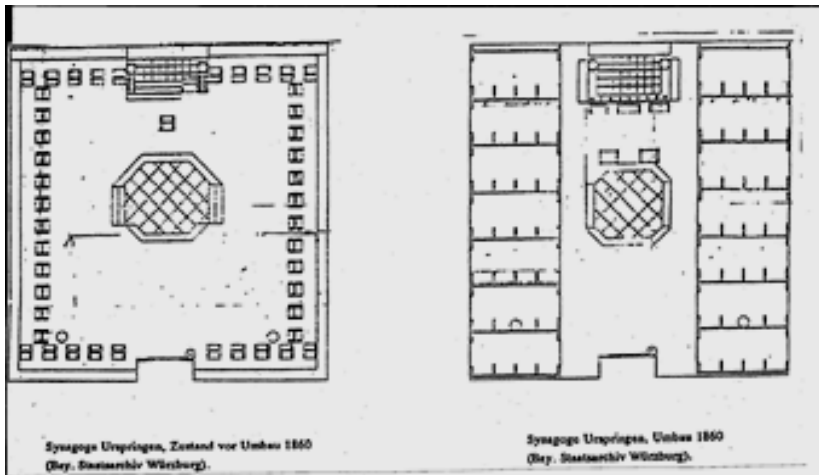 Synagoge Urspringen, Zustand vor Umbau 1860
(Bay. Staatsarchiv Würzburg).
Synagoge Urspringen, Umbau 1860
(Bay. Staatsarchiv Würzburg).